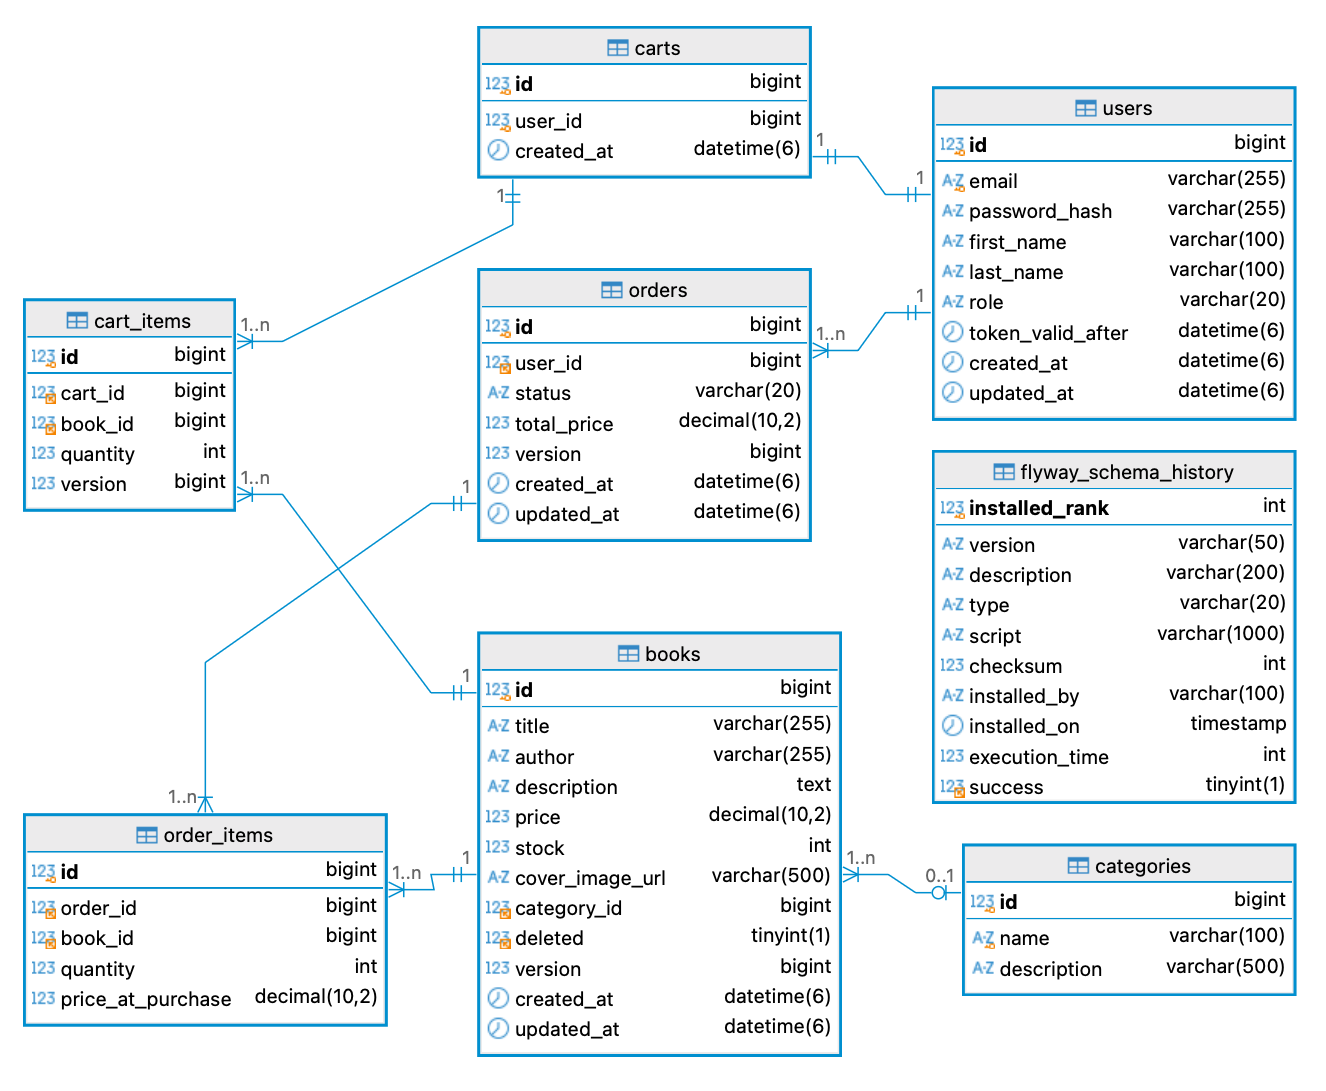 carts
id bigint
user_id bigint
created_at datetime(6)
1
1
1
users
id bigint
email varchar(255)
password_hash varchar(255)
first_name varchar(100)
last_name varchar(100)
role varchar(20)
token_valid_after datetime(6)
created_at datetime(6)
updated_at datetime(6)
orders
id bigint
user_id bigint
status varchar(20)
total_price decimal(10,2)
version bigint
created_at datetime(6)
updated_at datetime(6)
1
1..n
1
cart_items
id bigint
cart_id bigint
book_id bigint
quantity int
version bigint
1..n
1..n
flyway_schema_history
installed_rank int
version varchar(50)
description varchar(200)
type varchar(20)
script varchar(1000)
checksum int
installed_by varchar(100)
installed_on timestamp
execution_time int
success tinyint(1)
books
id bigint
title varchar(255)
author varchar(255)
description text
price decimal(10,2)
stock int
cover_image_url varchar(500)
category_id bigint
deleted tinyint(1)
version bigint
created_at datetime(6)
updated_at datetime(6)
1
1
1..n
0..1
order_items
id bigint
order_id bigint
book_id bigint
quantity int
price_at_purchase decimal(10,2)
1..n
1..n
categories
id bigint
name varchar(100)
description varchar(500)